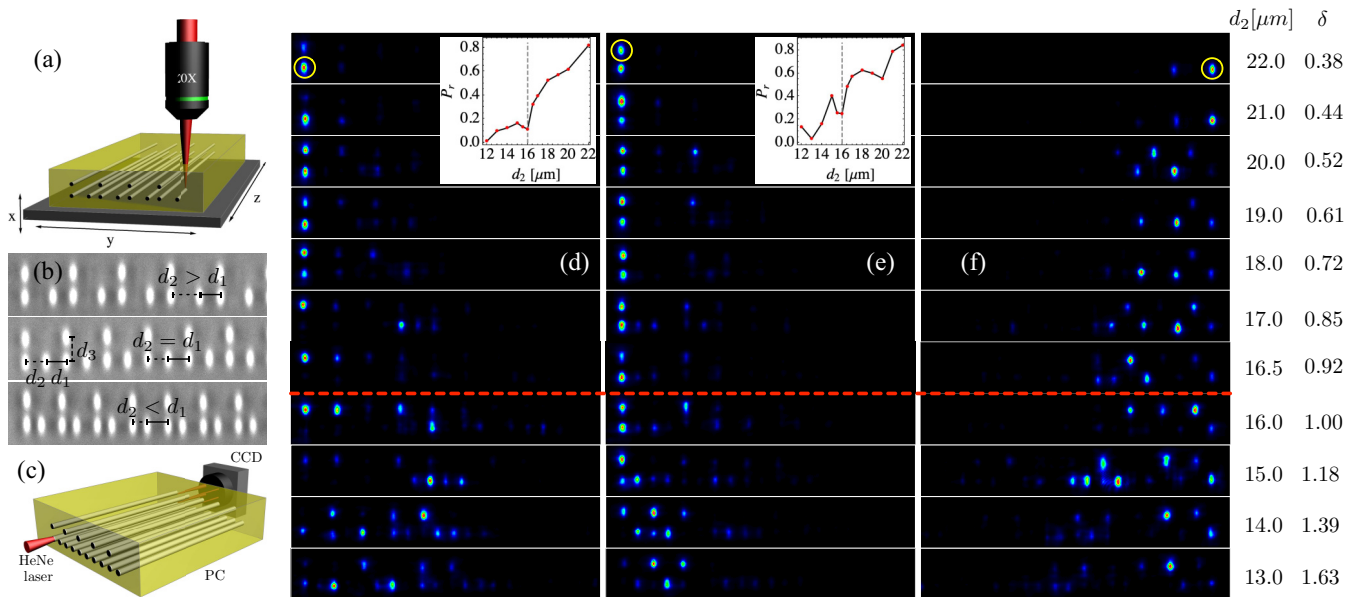 (a)
:0X
x
y
z
(b)
d₂ > d₁
d₃
d₂ = d₁
d₂ d₁
d₂ < d₁
(c)
CCD
HeNe
laser
PC
0.8
0.6
0.4
0.2
0.0
P_r
12 14 16 18 20 22
d₂ [μm]
(d)
0.8
0.6
0.4
0.2
0.0
P_r
12 14 16 18 20 22
d₂ [μm]
(e)
(f)
d₂[μm] δ
22.0 0.38
21.0 0.44
20.0 0.52
19.0 0.61
18.0 0.72
17.0 0.85
16.5 0.92
16.0 1.00
15.0 1.18
14.0 1.39
13.0 1.63